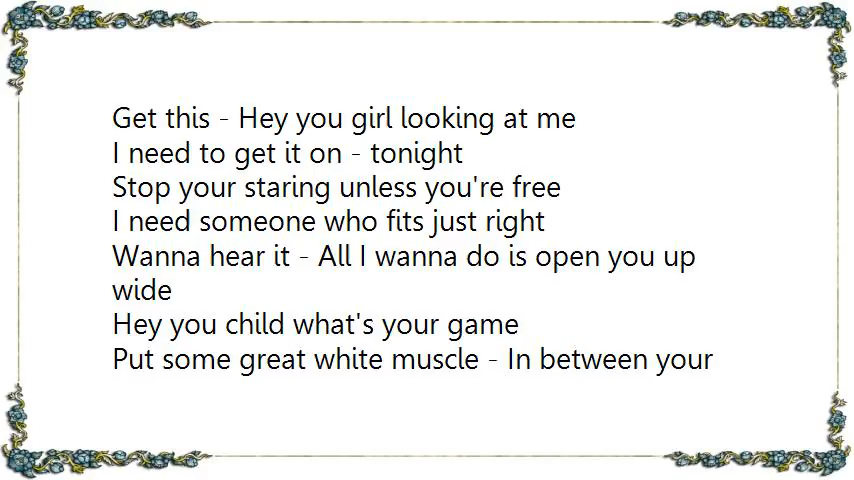 Get this - Hey you girl looking at me
I need to get it on - tonight
Stop your staring unless you're free
I need someone who fits just right
Wanna hear it - All I wanna do is open you up
wide
Hey you child what's your game
Put some great white muscle - In between your